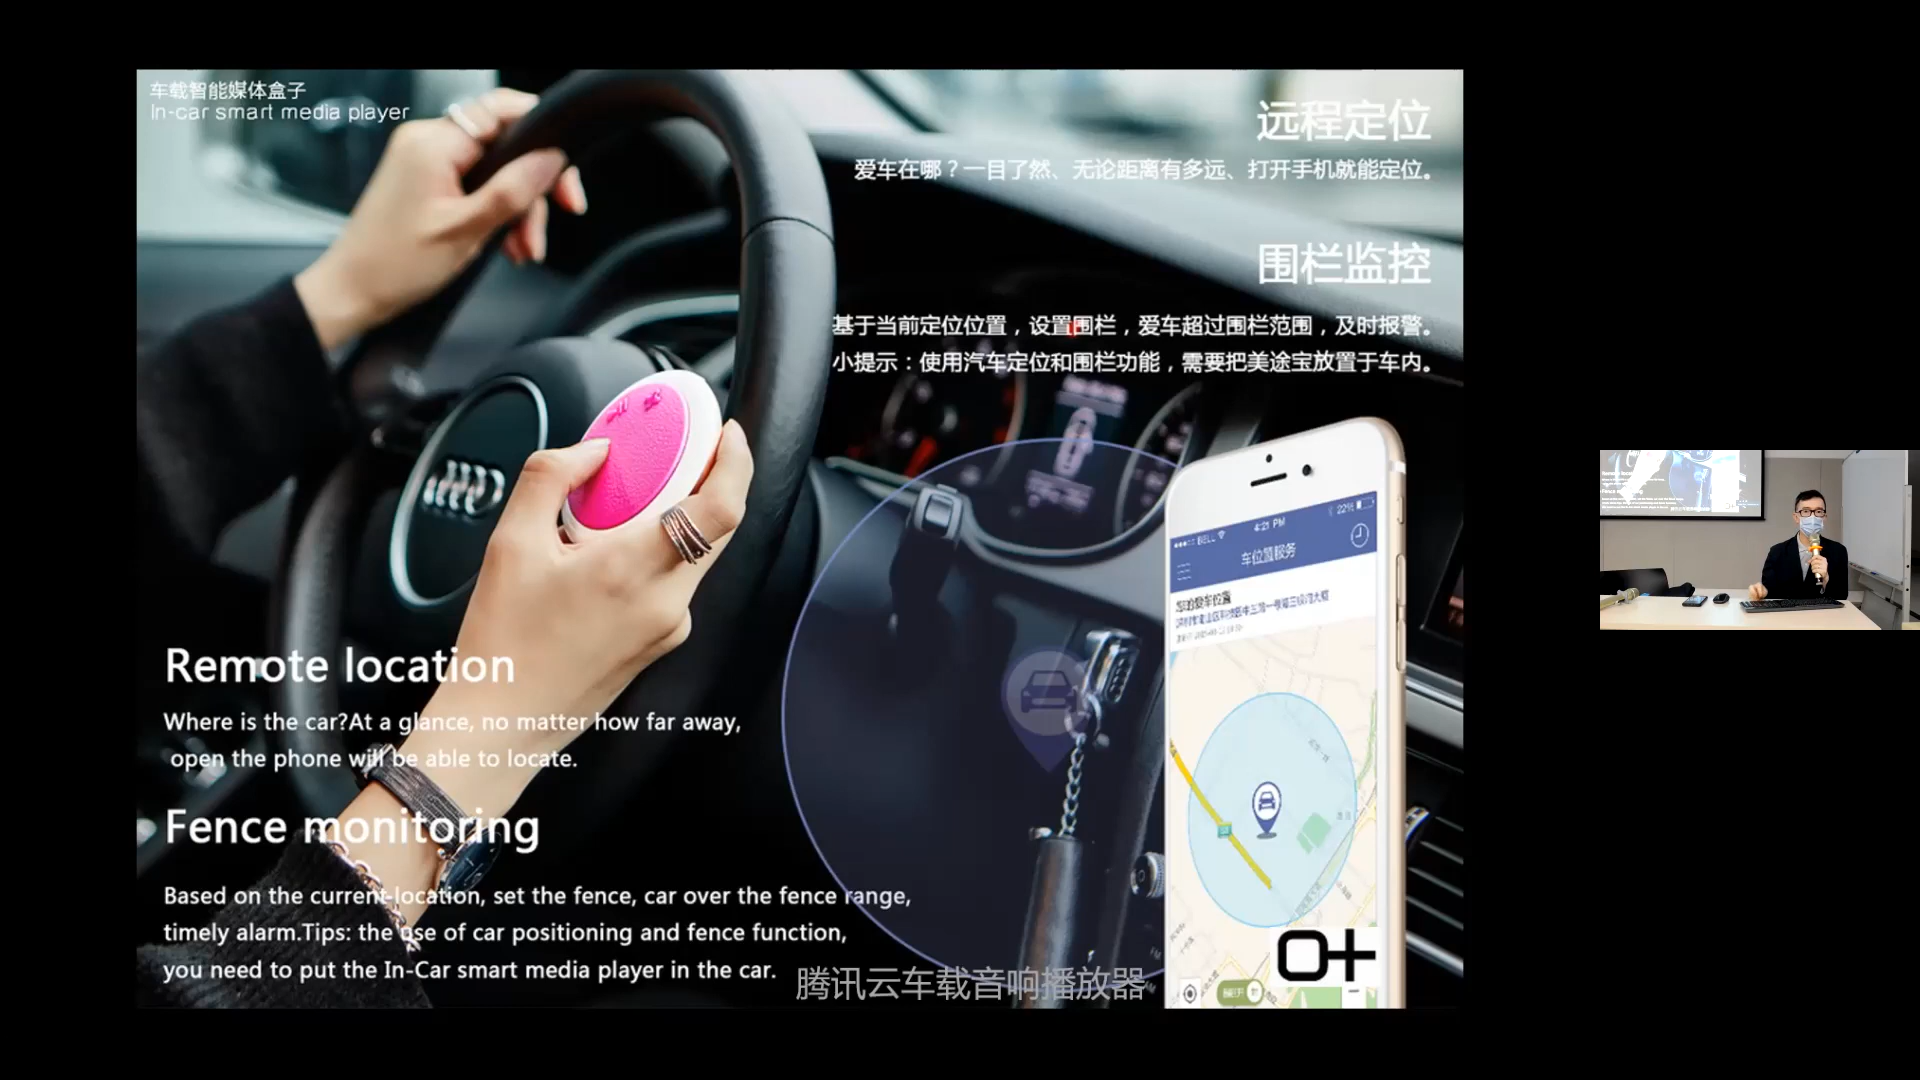 车载智能媒体盒子
In-car smart media player
远程定位
爱车在哪？一目了然、无论距离有多远、打开手机就能定位。
围栏监控
基于当前定位位置，设置围栏，爱车超过围栏范围，及时报警。
小提示：使用汽车定位和围栏功能，需要把美途宝放置于车内。
BELL
4:21 PM
22%
车位置服务
Remote location
Where is the car?At a glance, no matter how far away,
open the phone will be able to locate.
Fence monitoring
Based on the current location, set the fence, car over the fence range,
timely alarm.Tips: the use of car positioning and fence function,
you need to put the In-Car smart media player in the car.
腾讯云车载音响播放器
O+